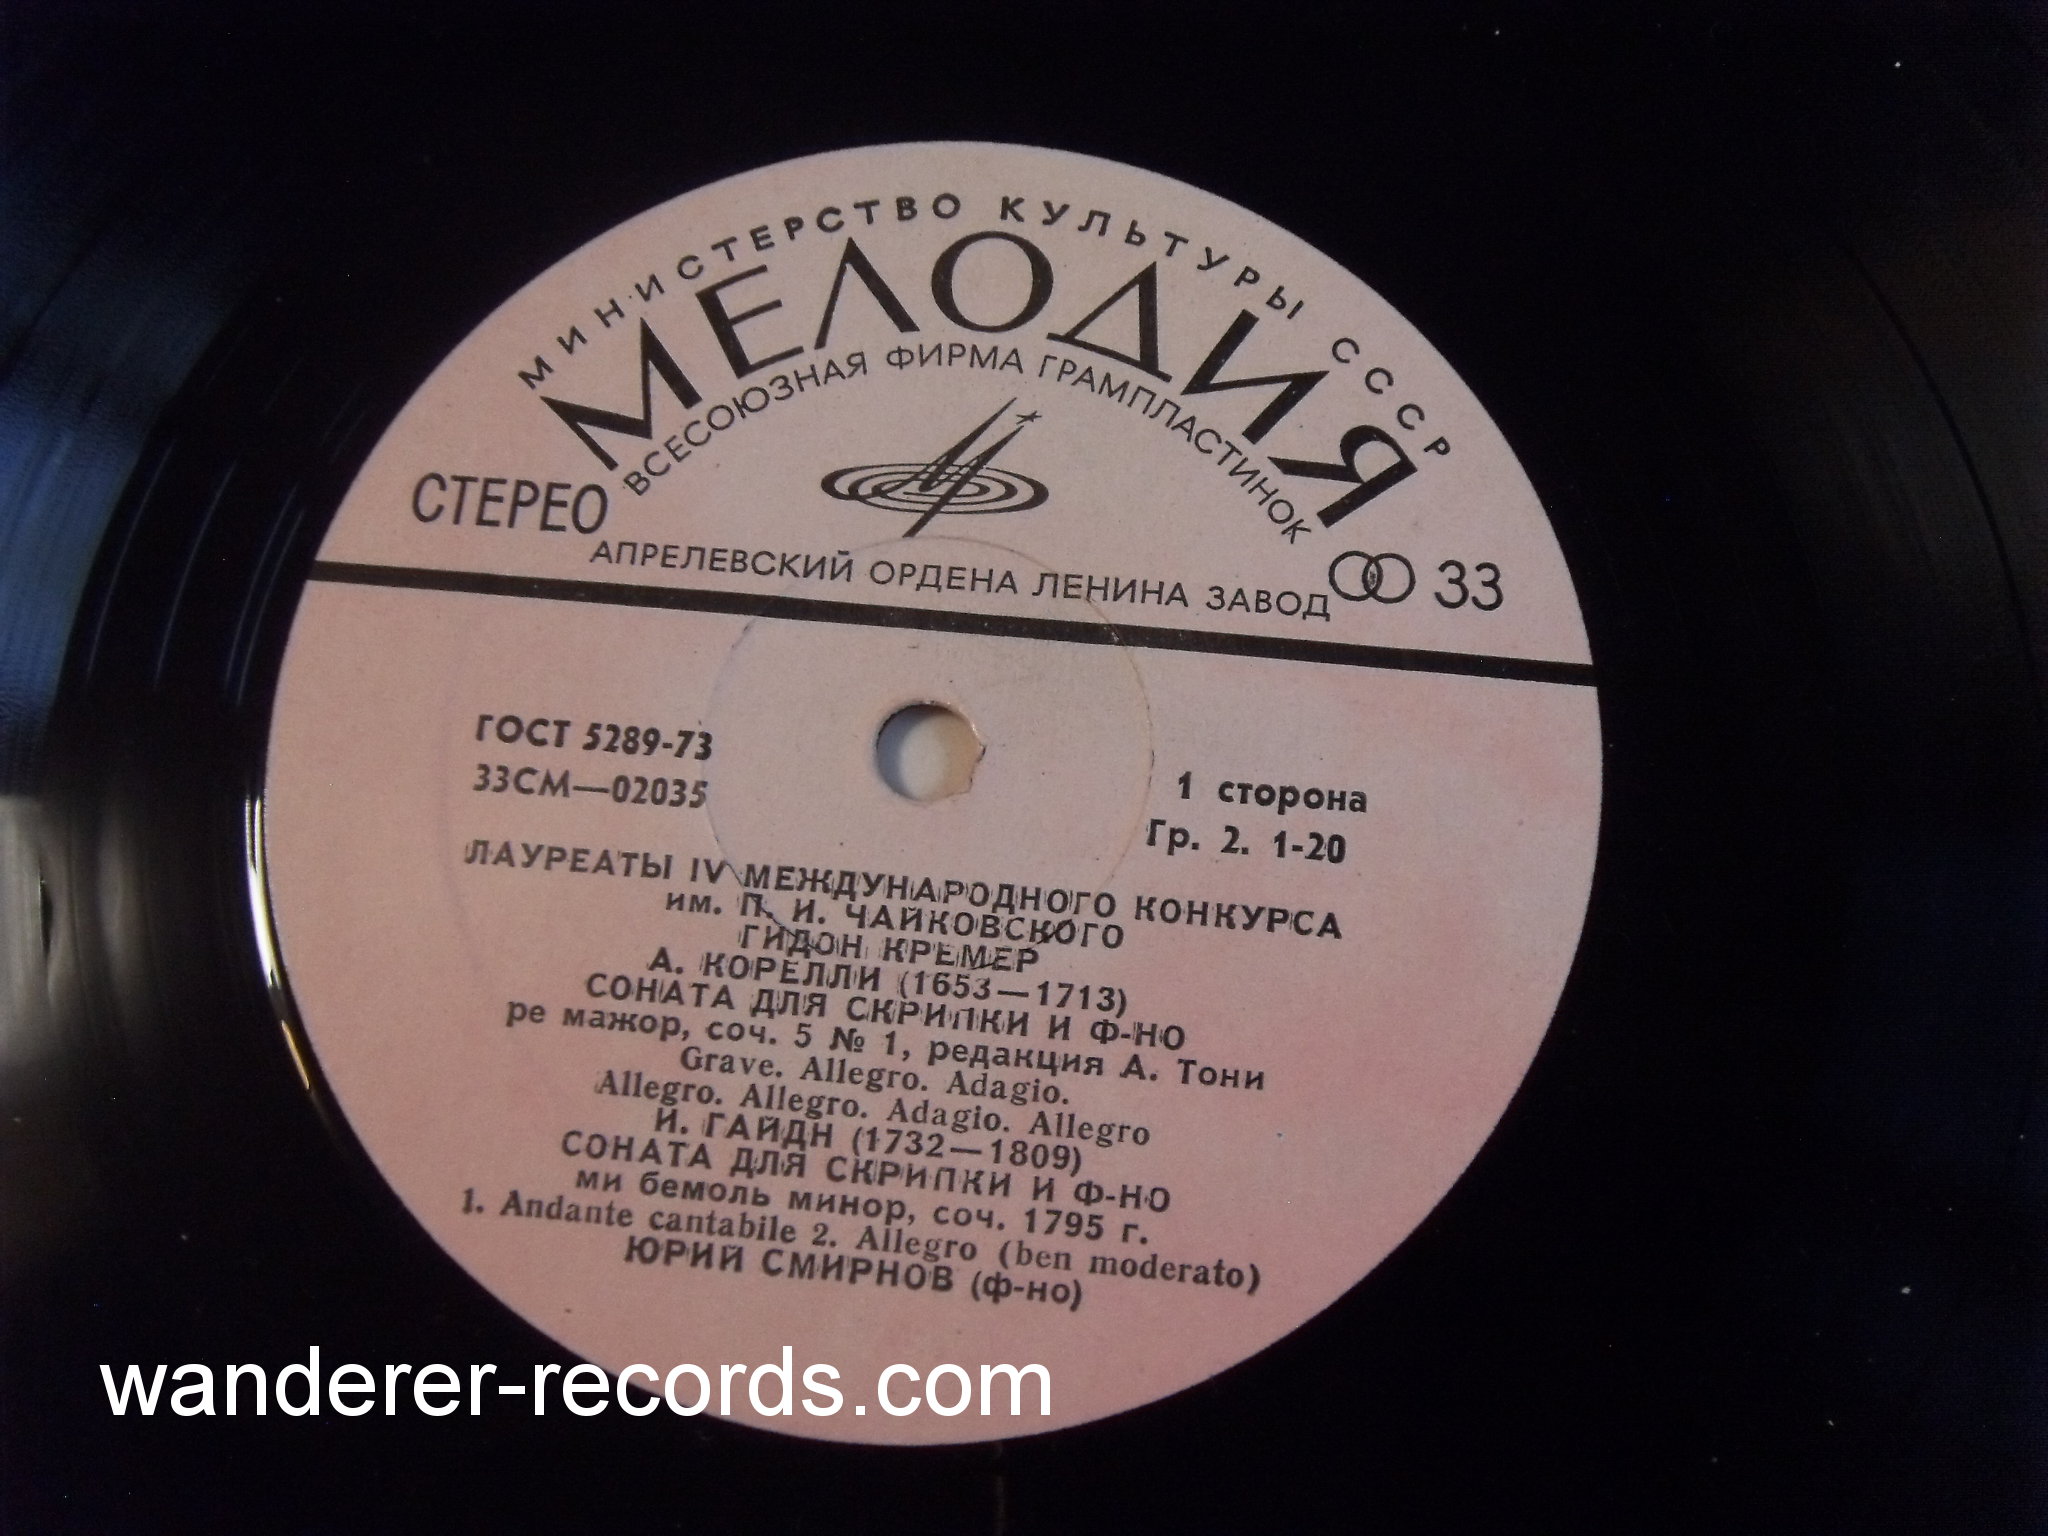 МИНИСТЕРСТВО КУЛЬТУРЫ СССР
МЕЛОДИЯ
ВСЕСОЮЗНАЯ ФИРМА ГРАМПЛАСТИНОК
СТЕРЕО
АПРЕЛЕВСКИЙ ОРДЕНА ЛЕНИНА ЗАВОД
33
ГОСТ 5289-73
33СМ—02035
1 сторона
Гр. 2. 1-20
ЛАУРЕАТЫ IV МЕЖДУНАРОДНОГО КОНКУРСА
им. П. И. ЧАЙКОВСКОГО
ГИДОН КРЕМЕР
А. КОРЕЛЛИ (1653—1713)
СОНАТА ДЛЯ СКРИПКИ И Ф-НО
ре мажор, соч. 5 № 1, редакция А. Тони
Grave. Allegro. Adagio.
Allegro. Allegro. Adagio. Allegro
И. ГАЙДН (1732—1809)
СОНАТА ДЛЯ СКРИПКИ И Ф-НО
ми бемоль минор, соч. 1795 г.
1. Andante cantabile 2. Allegro (ben moderato)
ЮРИЙ СМИРНОВ (ф-но)
wanderer-records.com